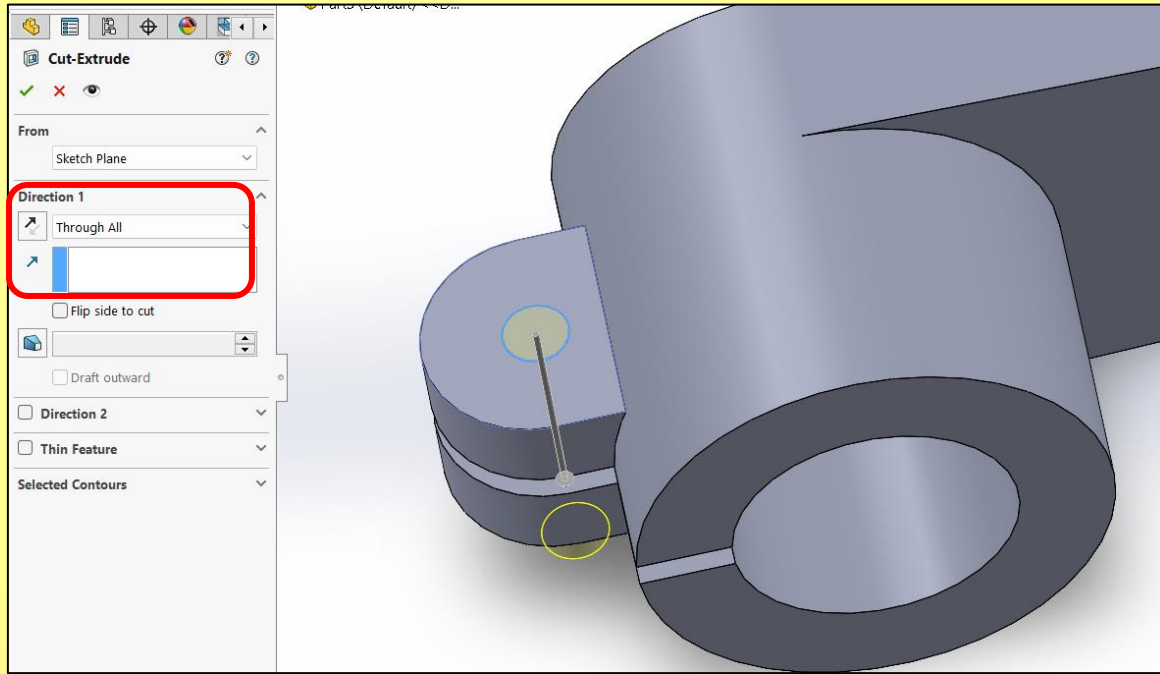 Cut-Extrude
From
Sketch Plane
Direction 1
Through All
Flip side to cut
Draft outward
Direction 2
Thin Feature
Selected Contours